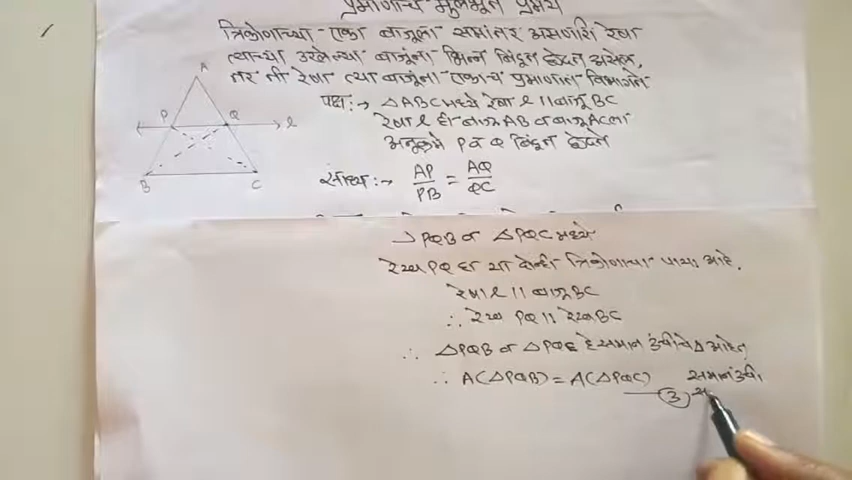 प्रमाणाचे मूलभूत प्रमेय
त्रिकोणाच्या एका बाजूला समांतर असणारी रेषा
त्याच्या उरलेल्या बाजूंना भिन्न बिंदूत छेदत असेल,
तर ती रेषा त्या बाजूंना एकाच प्रमाणात विभागते
पक्ष :→ △ABC मध्ये रेषा l || बाजू BC
रेषा l ही बाजू AB व बाजू AC ला
अनुक्रमे P व Q बिंदूत छेदते
A
P
Q
l
B
C
साध्य :→ AP/PB = AQ/QC
△PQB व △PQC मध्ये
रेख PQ हा या दोन्ही त्रिकोणाचा पाया आहे.
रेषा l || बाजू BC
∴ रेख PQ || रेख BC
∴ △PQB व △PQC हे समान उंचीचे △ आहेत
∴ A(△PQB) = A(△PQC) समान उंची
③